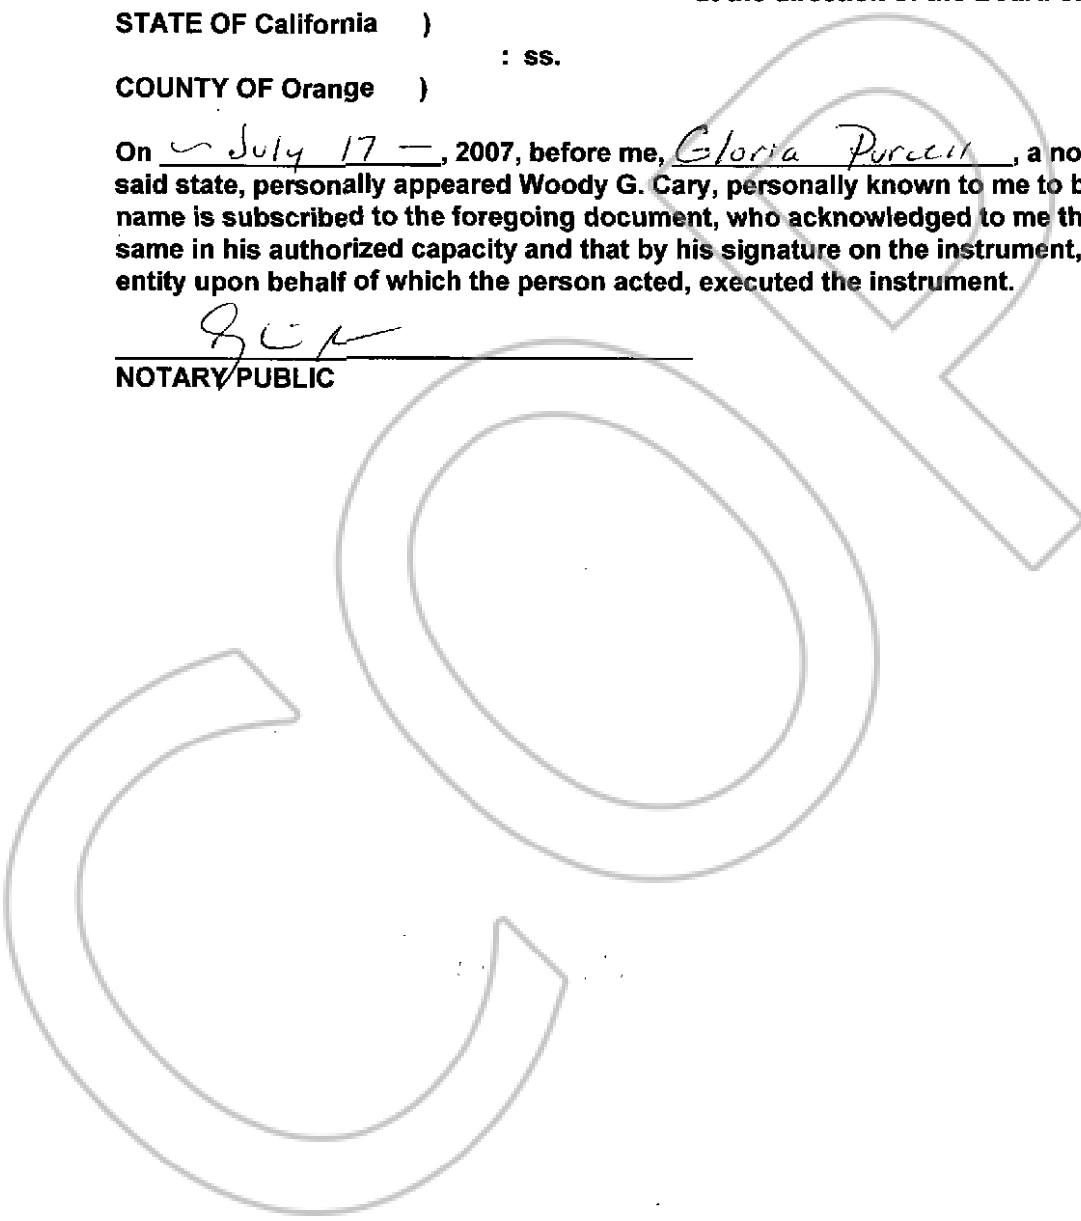 STATE OF California )
: ss.
COUNTY OF Orange )
On July 17 —, 2007, before me, Gloria Purcell, a no
said state, personally appeared Woody G. Cary, personally known to me to b
name is subscribed to the foregoing document, who acknowledged to me th
same in his authorized capacity and that by his signature on the instrument,
entity upon behalf of which the person acted, executed the instrument.
NOTARY PUBLIC
COP